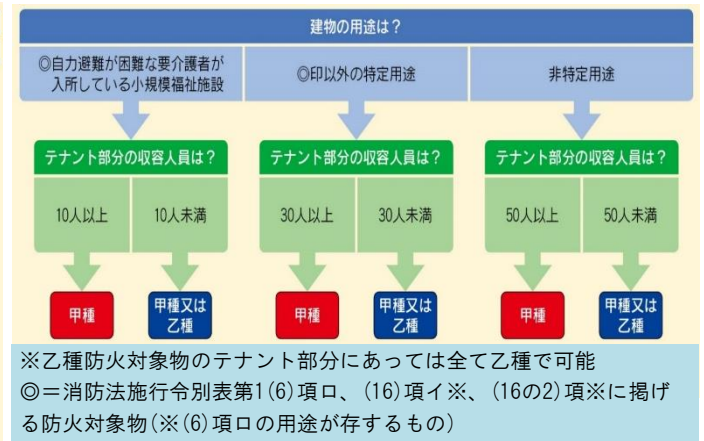 建物の用途は？
◎自力避難が困難な要介護者が
入所している小規模福祉施設
◎印以外の特定用途
非特定用途
テナント部分の収容人員は？
テナント部分の収容人員は？
テナント部分の収容人員は？
10人以上
10人未満
30人以上
30人未満
50人以上
50人未満
甲種
甲種又は
乙種
甲種
甲種又は
乙種
甲種
甲種又は
乙種
※乙種防火対象物のテナント部分にあっては全て乙種で可能
◎＝消防法施行令別表第1(6)項ロ、(16)項イ※、(16の2)項※に掲げ
る防火対象物(※(6)項ロの用途が存するもの)